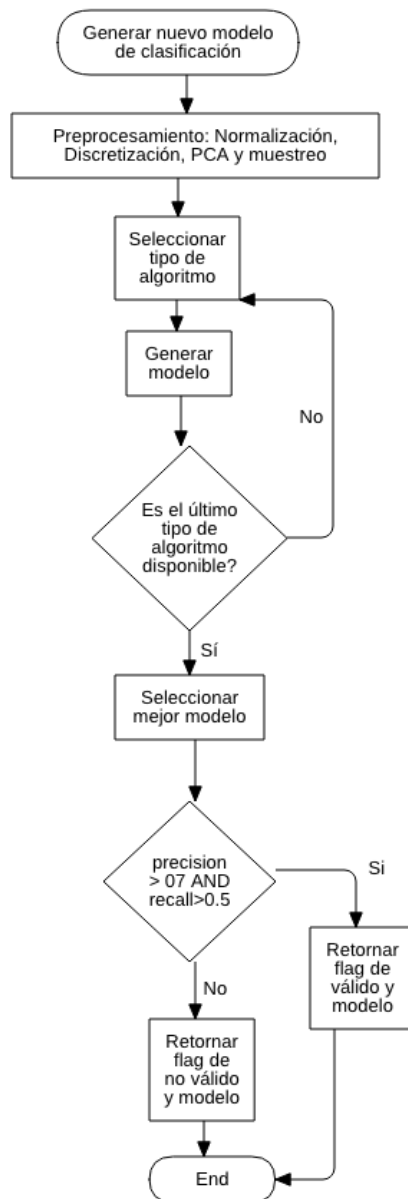 Generar nuevo modelo
de clasificación
Preprocesamiento: Normalización,
Discretización, PCA y muestreo
Seleccionar
tipo de
algoritmo
Generar
modelo
No
Es el último
tipo de
algoritmo
disponible?
Sí
Seleccionar
mejor modelo
precision
> 07 AND
recall>0.5
Si
Retornar
flag de
válido y
modelo
No
Retornar
flag de
no válido
y modelo
End